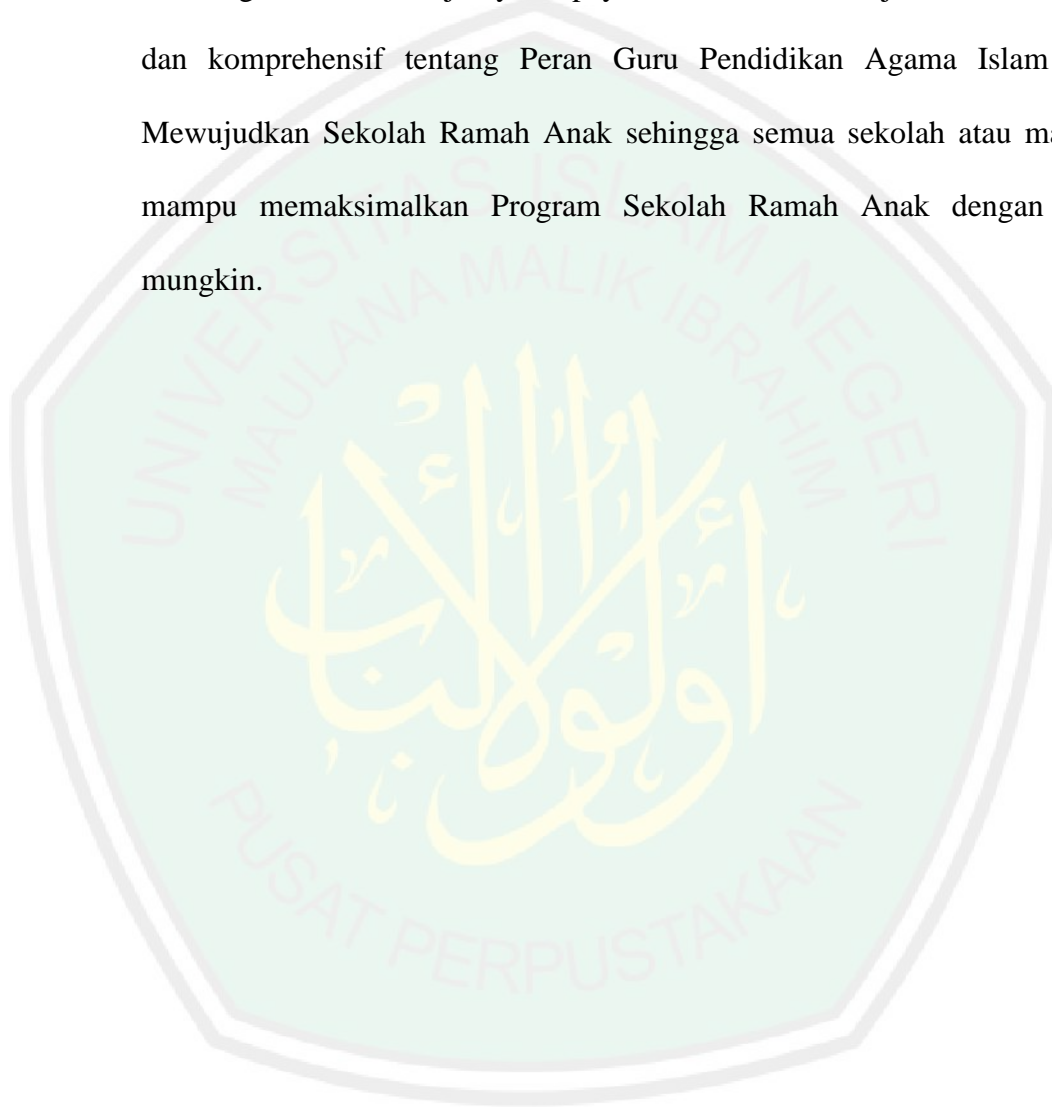 dan komprehensif tentang Peran Guru Pendidikan Agama Islam
Mewujudkan Sekolah Ramah Anak sehingga semua sekolah atau
mampu memaksimalkan Program Sekolah Ramah Anak dengan
mungkin.
UNIVERSITAS ISLAM NEGERI
MAULANA MALIK IBRAHIM
PUSAT PERPUSTAKAAN